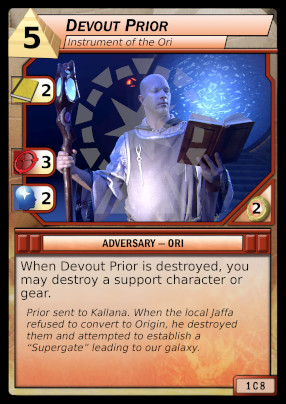 5
DEVOUT PRIOR
Instrument of the Ori
2
3
2
2
ADVERSARY – ORI
When Devout Prior is destroyed, you
may destroy a support character or
gear.
Prior sent to Kallana. When the local Jaffa
refused to convert to Origin, he destroyed
them and attempted to establish a
“Supergate” leading to our galaxy.
1 C 8